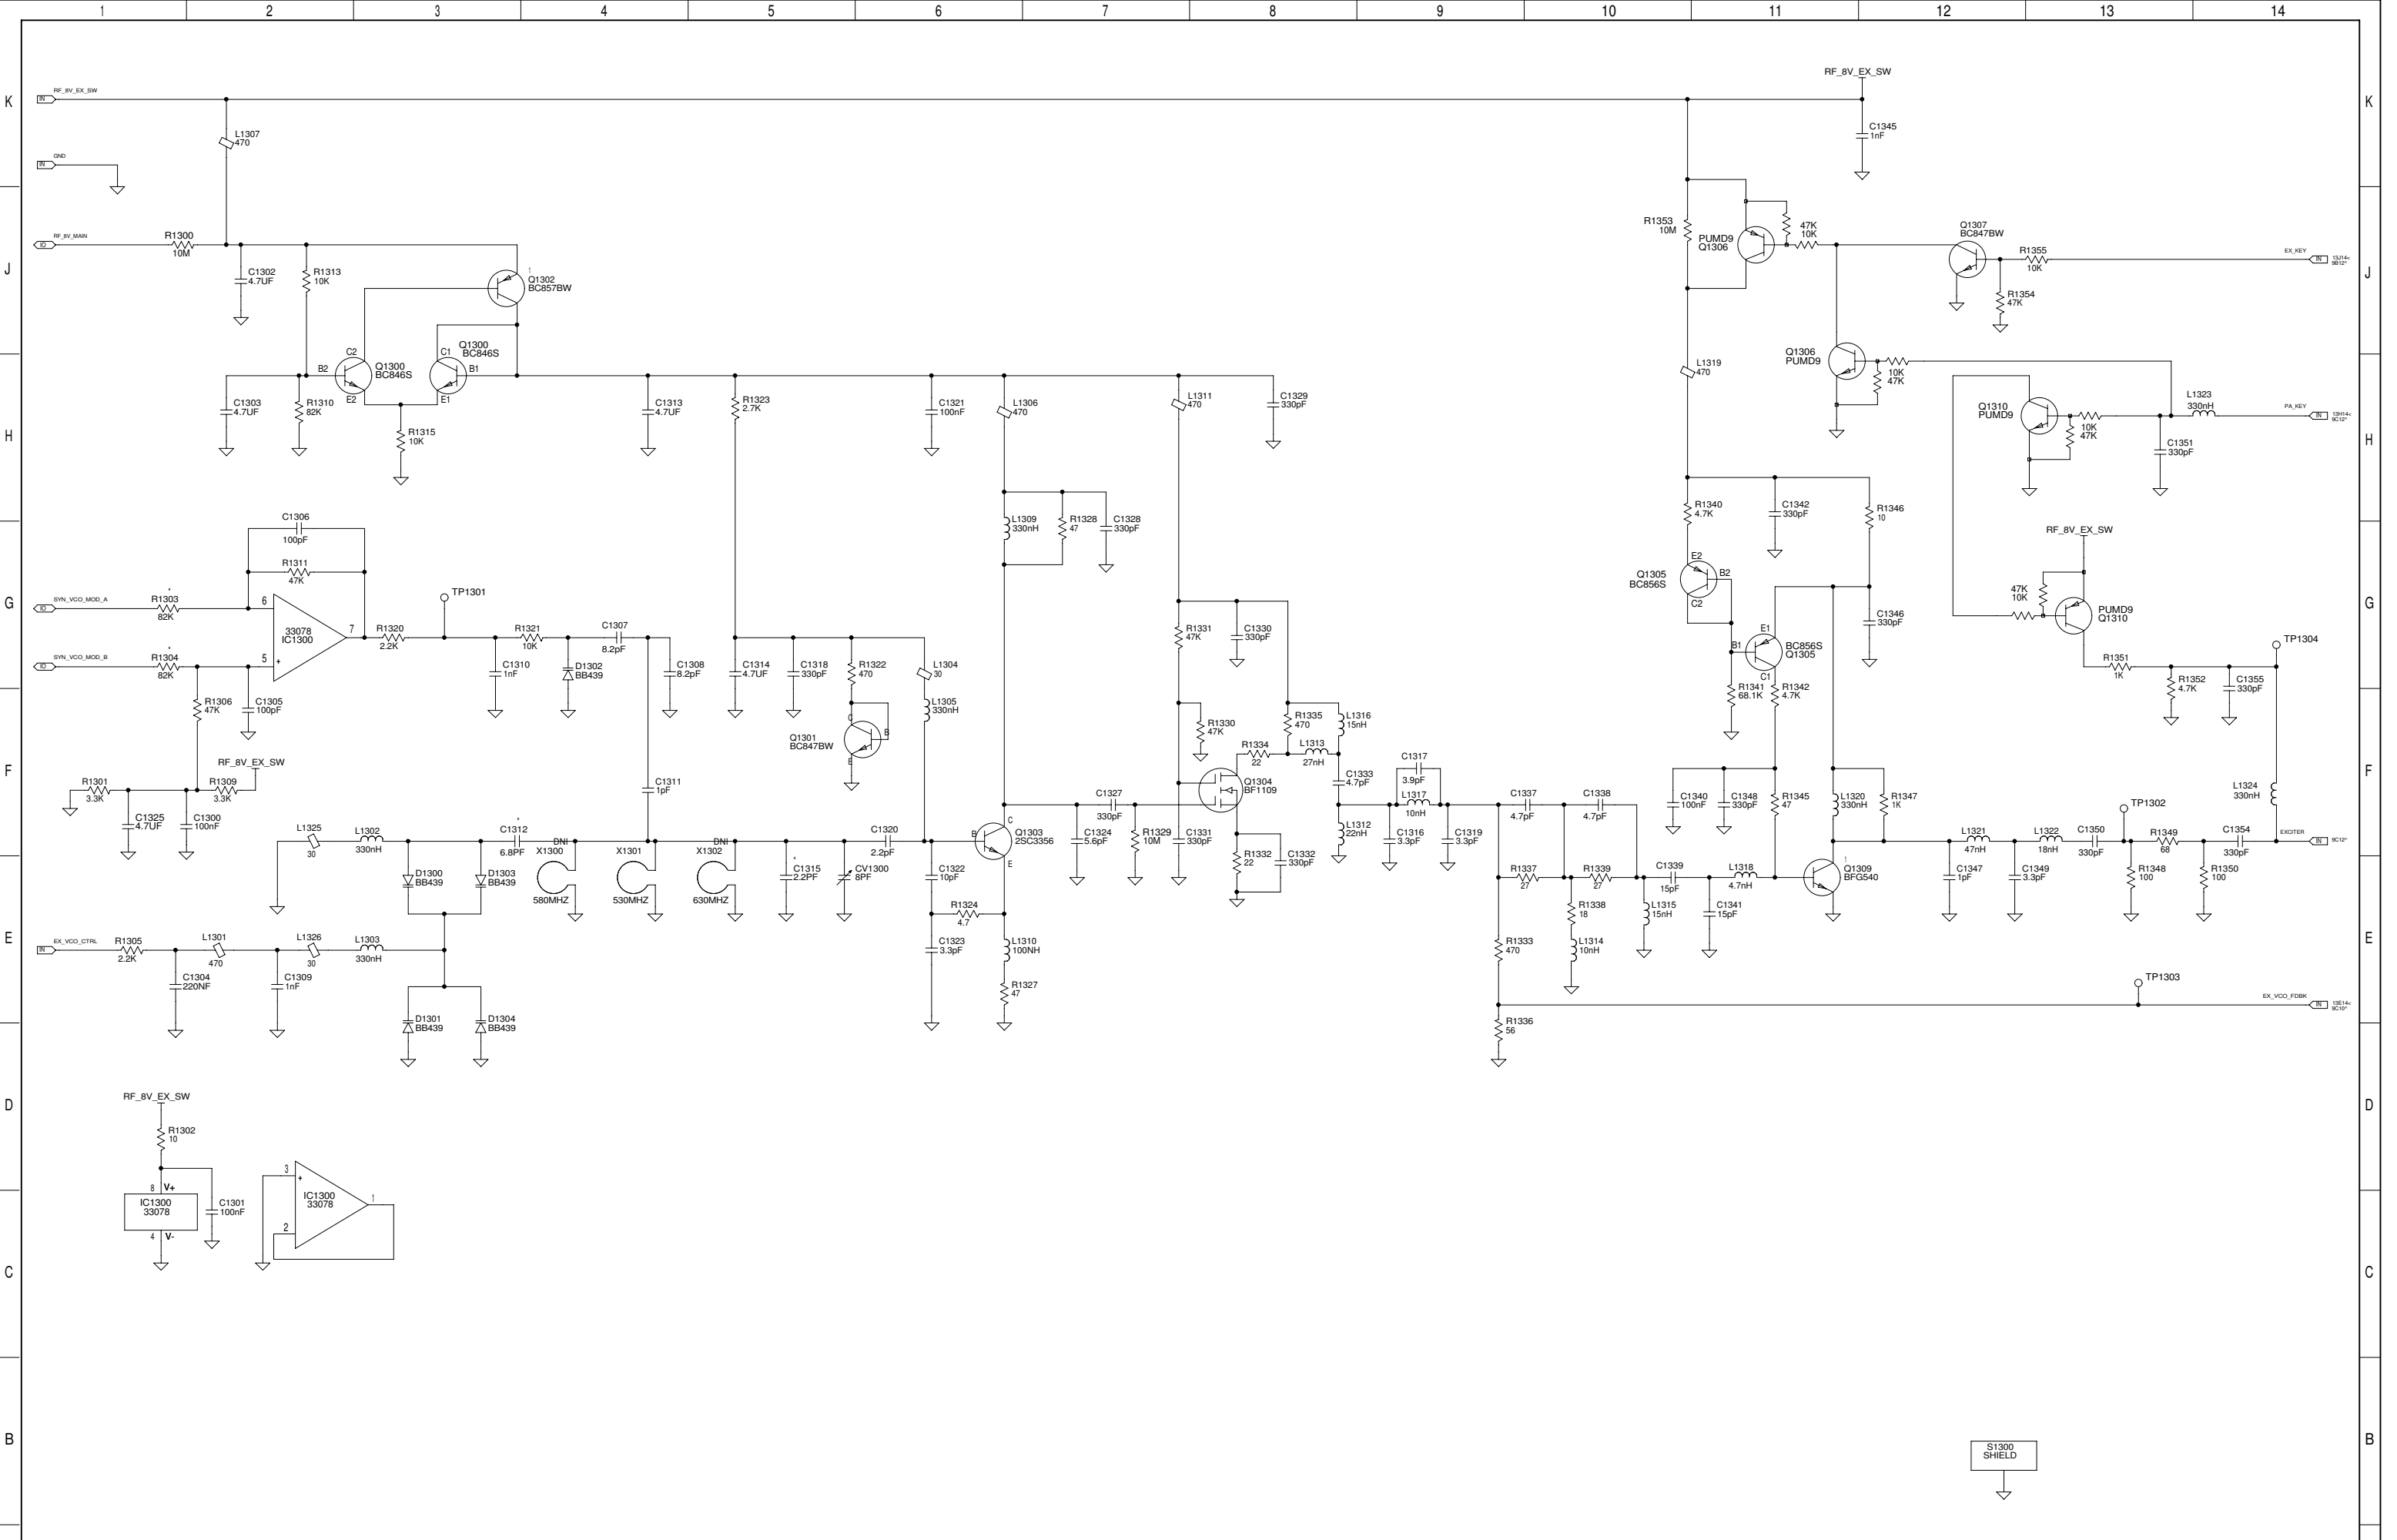 1 2 3 4 5 6 7 8 9 10 11 12 13 14
RF_8V_EX_SW
K
IN
RF_8V_EX_SW
K
L1307
470
C1345
1nF
IN
GND
R1353
10M
PUMD9
Q1306
47K
10K
Q1307
BC847BW
R1355
10K
EX_KEY
IN
13J14<
9B12^
IO
RF_8V_MAIN
R1300
10M
J
C1302
4.7UF
R1313
10K
1
Q1302
BC857BW
R1354
47K
J
C2
Q1300
BC846S
B2
E2
C1
Q1300
BC846S
B1
E1
L1319
470
Q1306
PUMD9
10K
47K
C1303
4.7UF
R1310
82K
R1315
10K
C1313
4.7UF
R1323
2.7K
C1321
100nF
L1306
470
L1311
470
C1329
330pF
Q1310
PUMD9
10K
47K
L1323
330nH
PA_KEY
IN
13H14<
9C12^
H
C1351
330pF
H
C1306
100pF
R1311
47K
L1309
330nH
R1328
47
C1328
330pF
R1340
4.7K
C1342
330pF
R1346
10
RF_8V_EX_SW
E2
Q1305
BC856S
B2
C2
47K
10K
PUMD9
Q1310
G
IO
SYN_VCO_MOD_A
*
R1303
82K
6
7
5
+
33078
IC1300
TP1301
R1320
2.2K
R1321
10K
C1307
8.2pF
G
IO
SYN_VCO_MOD_B
*
R1304
82K
C1310
1nF
D1302
BB439
C1308
8.2pF
C1314
4.7UF
C1318
330pF
R1322
470
L1304
30
R1331
47K
C1330
330pF
E1
B1
C1
BC856S
Q1305
C1346
330pF
TP1304
R1351
1K
R1352
4.7K
C1355
330pF
R1306
47K
C1305
100pF
L1305
330nH
R1341
68.1K
R1342
4.7K
Q1301
BC847BW
C
B
E
R1330
47K
R1335
470
L1316
15nH
R1334
22
L1313
27nH
RF_8V_EX_SW
F
R1301
3.3K
R1309
3.3K
C1311
1pF
Q1304
BF1109
C1333
4.7pF
C1317
3.9pF
L1317
10nH
F
C1325
4.7UF
C1300
100nF
C1327
330pF
C1337
4.7pF
C1338
4.7pF
C1340
100nF
C1348
330pF
R1345
47
L1320
330nH
R1347
1K
L1324
330nH
TP1302
L1325
30
L1302
330nH
*
C1312
6.8PF
DNI
X1300
580MHZ
X1301
530MHZ
DNI
X1302
630MHZ
C1320
2.2pF
B
C
E
Q1303
2SC3356
C1324
5.6pF
R1329
10M
C1331
330pF
L1312
22nH
C1316
3.3pF
C1319
3.3pF
L1321
47nH
L1322
18nH
C1350
330pF
R1349
68
C1354
330pF
EXCITER
IN
9C12^
D1300
BB439
D1303
BB439
*
C1315
2.2PF
CV1300
8PF
C1322
10pF
R1332
22
C1332
330pF
R1337
27
R1339
27
C1339
15pF
L1318
4.7nH
1
Q1309
BFG540
C1347
1pF
C1349
3.3pF
R1348
100
R1350
100
R1324
4.7
R1338
18
L1315
15nH
C1341
15pF
E
IN
EX_VCO_CTRL
R1305
2.2K
L1301
470
L1326
30
L1303
330nH
C1323
3.3pF
L1310
100NH
R1333
470
L1314
10nH
E
C1304
220NF
C1309
1nF
R1327
47
TP1303
EX_VCO_FDBK
IN
13E14<
9C10^
D1301
BB439
D1304
BB439
R1336
56
RF_8V_EX_SW
D
D
R1302
10
8 V+
IC1300
33078
4 V-
C1301
100nF
3
+
IC1300
33078
1
2
C
C
B
S1300
SHIELD
B